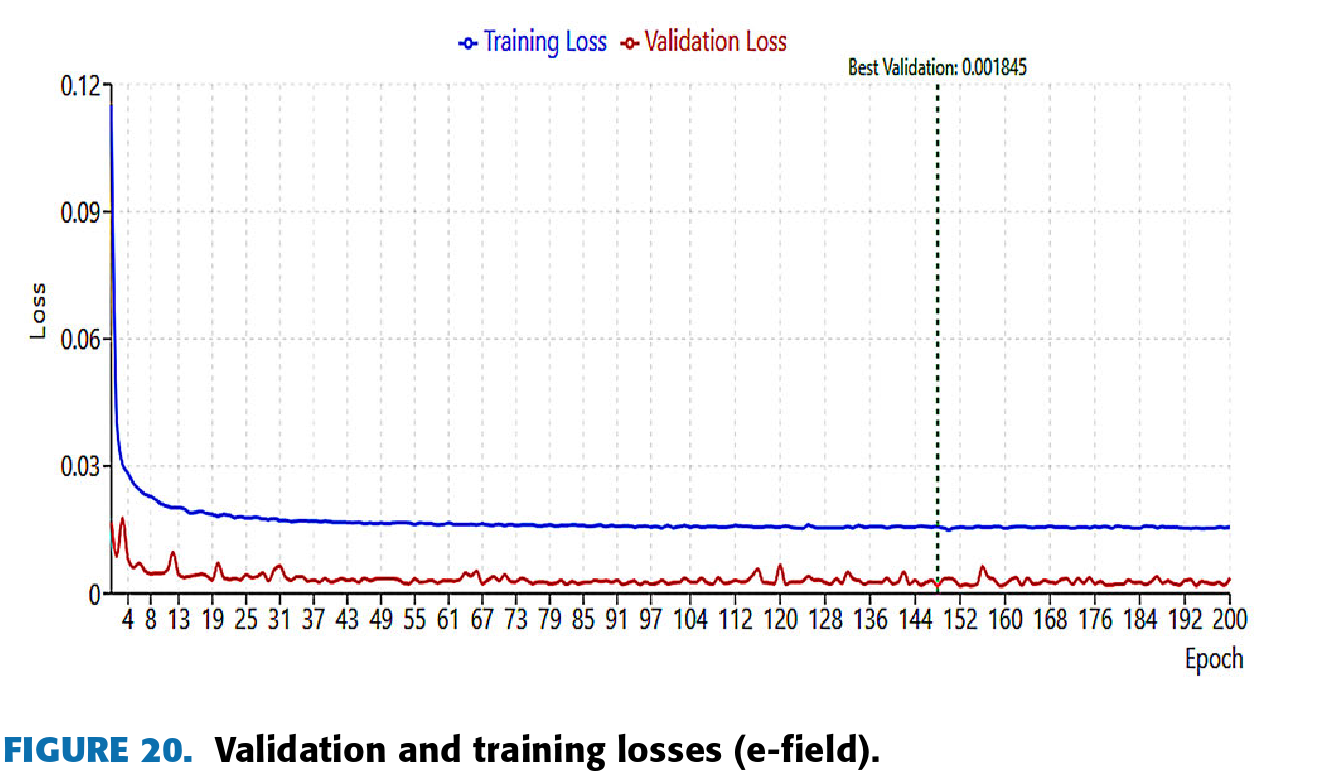 Training Loss Validation Loss
Best Validation: 0.001845
0.12
0.09
0.06
0.03
0
Loss
4 8 13 19 25 31 37 43 49 55 61 67 73 79 85 91 97 104 112 120 128 136 144 152 160 168 176 184 192 200
Epoch
FIGURE 20. Validation and training losses (e-field).